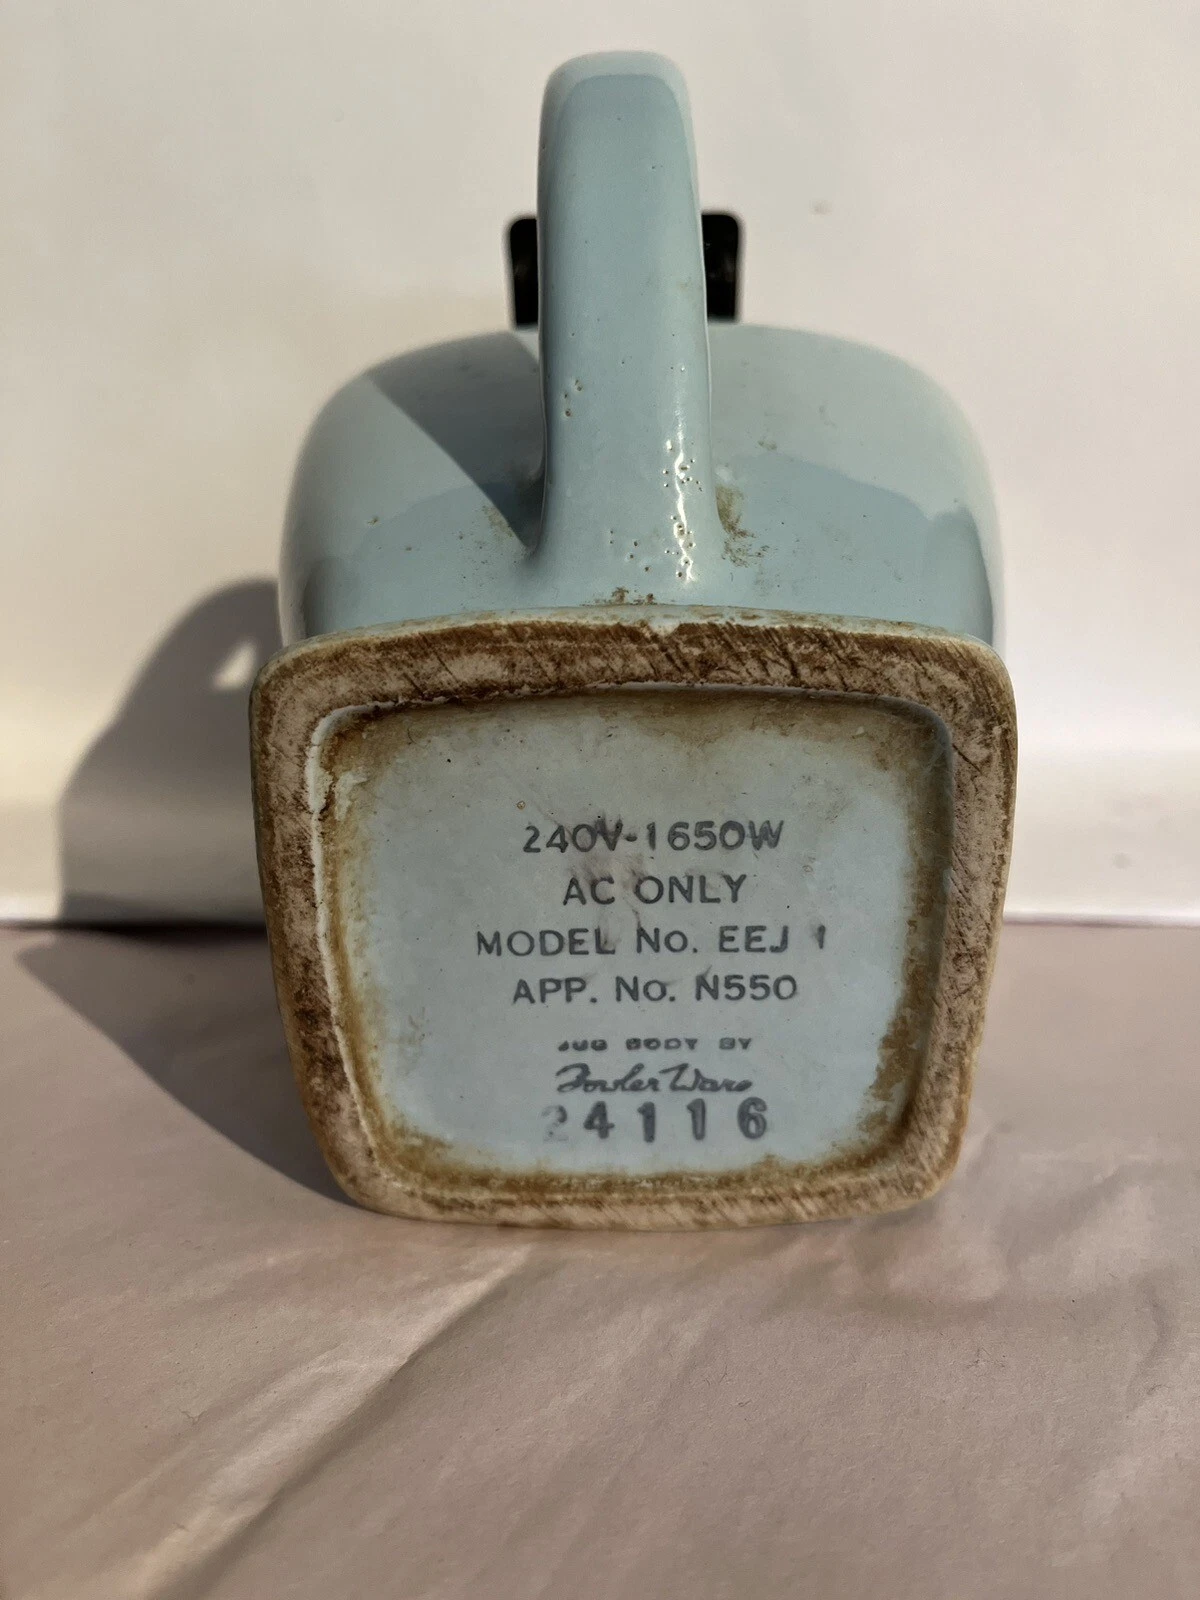 240V-1650W
AC ONLY
MODEL No. EEJ 1
APP. No. N550
JUG BODY BY
Fowler Ware
24116